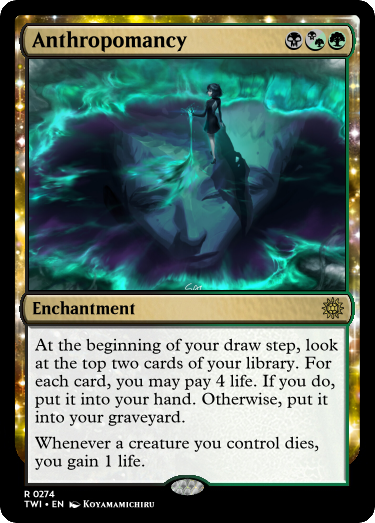 Anthropomancy
Enchantment
At the beginning of your draw step, look
at the top two cards of your library. For
each card, you may pay 4 life. If you do,
put it into your hand. Otherwise, put it
into your graveyard.
Whenever a creature you control dies,
you gain 1 life.
R 0274
TWI • EN KOYAMAMICHIRU